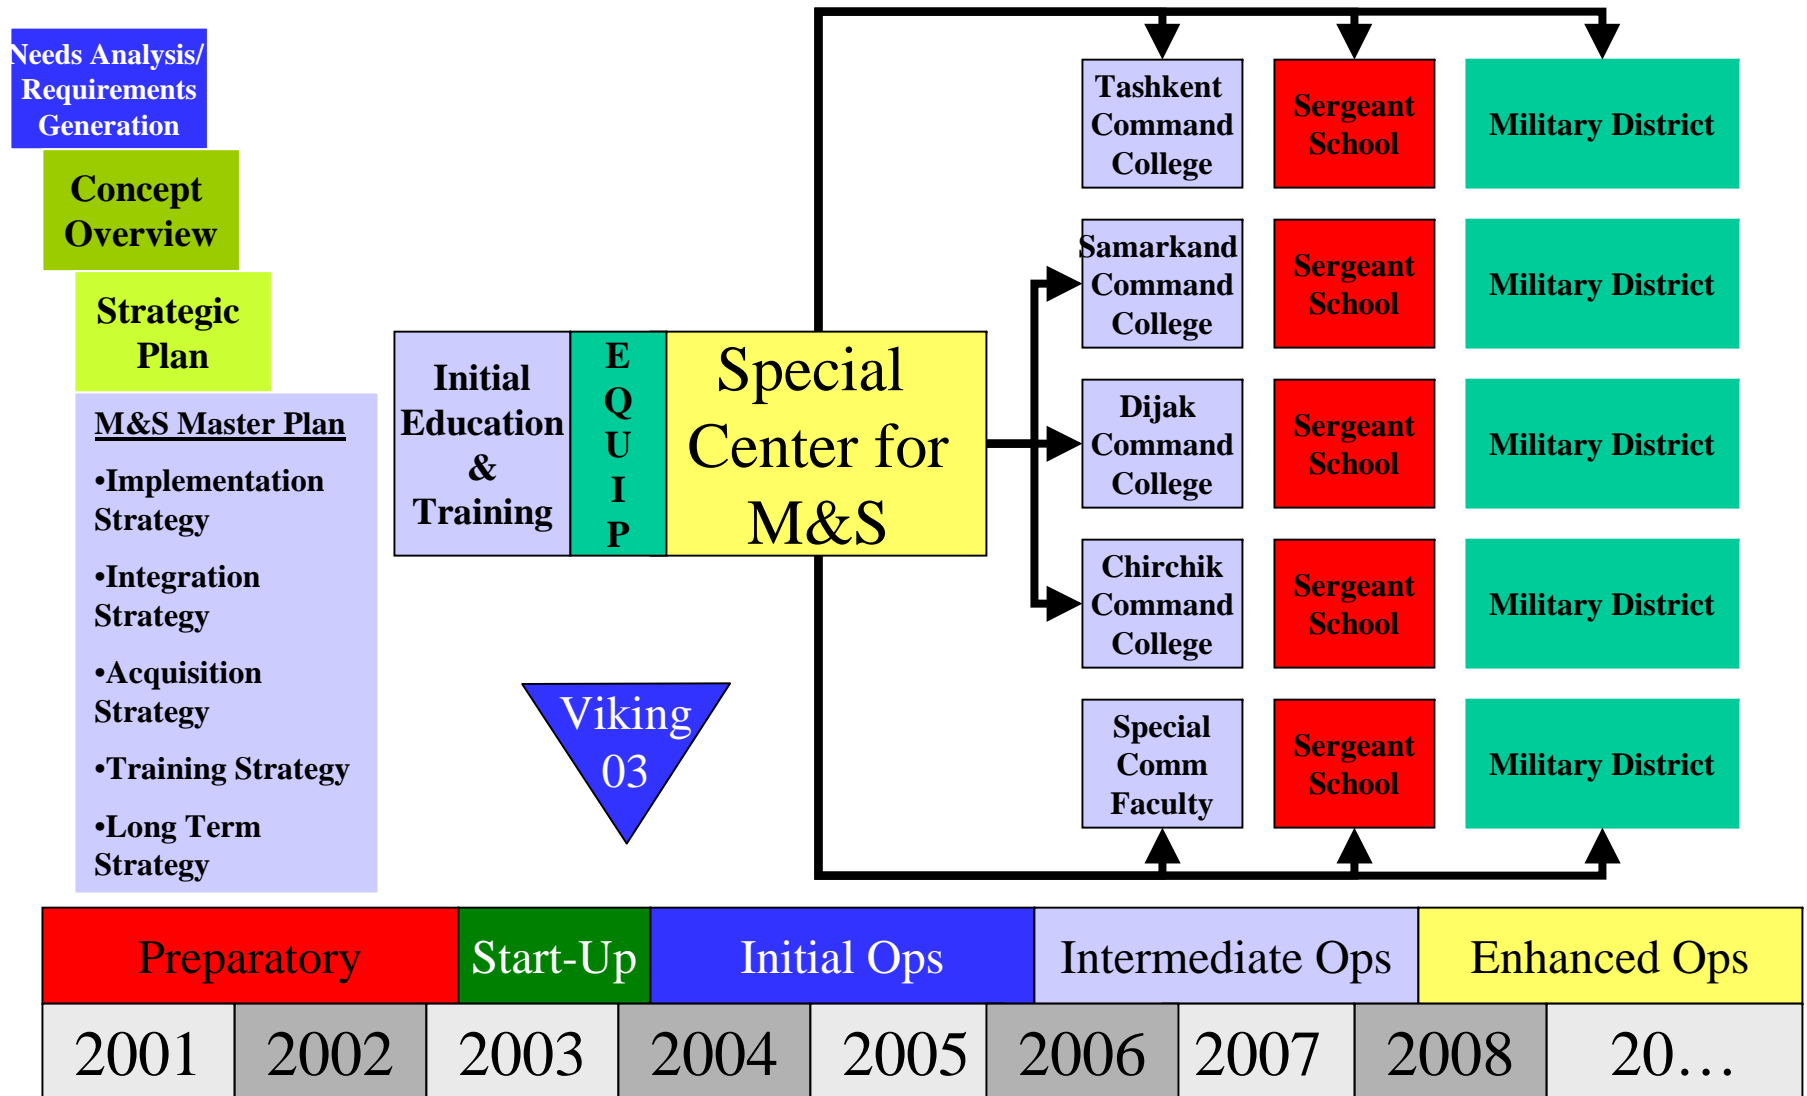 Needs Analysis/
Requirements
Generation
Concept
Overview
Strategic
Plan
M&S Master Plan
•Implementation
Strategy
•Integration
Strategy
•Acquisition
Strategy
•Training Strategy
•Long Term
Strategy
Initial
Education
&
Training
E
Q
U
I
P
Special
Center for
M&S
Viking
03
Tashkent
Command
College
Sergeant
School
Military District
Samarkand
Command
College
Sergeant
School
Military District
Dijak
Command
College
Sergeant
School
Military District
Chirchik
Command
College
Sergeant
School
Military District
Special
Comm
Faculty
Sergeant
School
Military District
Preparatory
Start-Up
Initial Ops
Intermediate Ops
Enhanced Ops
2001
2002
2003
2004
2005
2006
2007
2008
20…